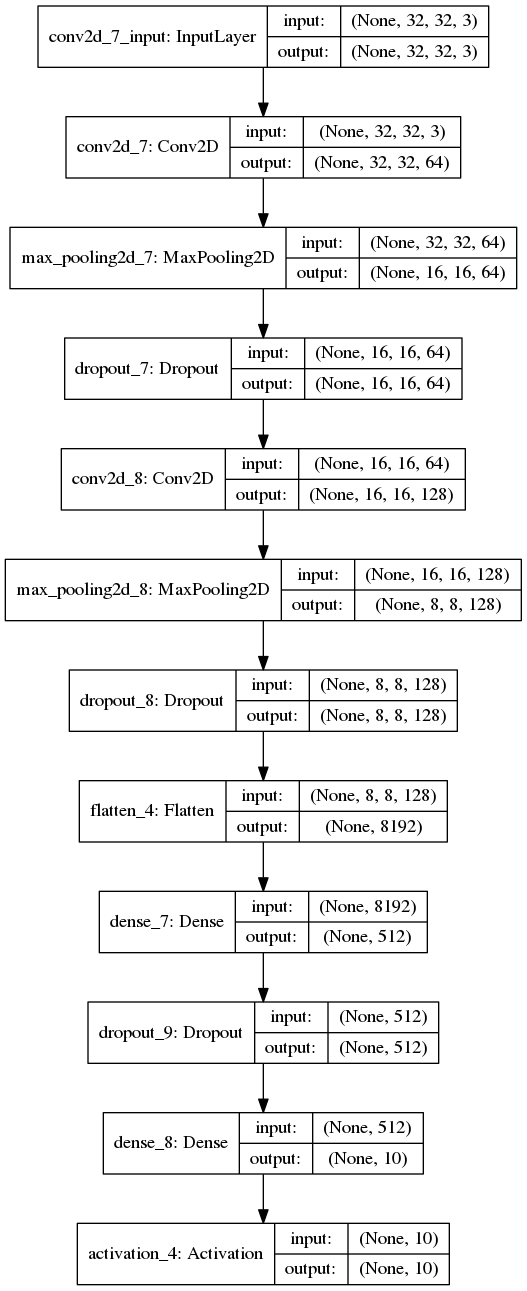 conv2d_7_input: InputLayer
input: (None, 32, 32, 3)
output: (None, 32, 32, 3)
conv2d_7: Conv2D
input: (None, 32, 32, 3)
output: (None, 32, 32, 64)
max_pooling2d_7: MaxPooling2D
input: (None, 32, 32, 64)
output: (None, 16, 16, 64)
dropout_7: Dropout
input: (None, 16, 16, 64)
output: (None, 16, 16, 64)
conv2d_8: Conv2D
input: (None, 16, 16, 64)
output: (None, 16, 16, 128)
max_pooling2d_8: MaxPooling2D
input: (None, 16, 16, 128)
output: (None, 8, 8, 128)
dropout_8: Dropout
input: (None, 8, 8, 128)
output: (None, 8, 8, 128)
flatten_4: Flatten
input: (None, 8, 8, 128)
output: (None, 8192)
dense_7: Dense
input: (None, 8192)
output: (None, 512)
dropout_9: Dropout
input: (None, 512)
output: (None, 512)
dense_8: Dense
input: (None, 512)
output: (None, 10)
activation_4: Activation
input: (None, 10)
output: (None, 10)